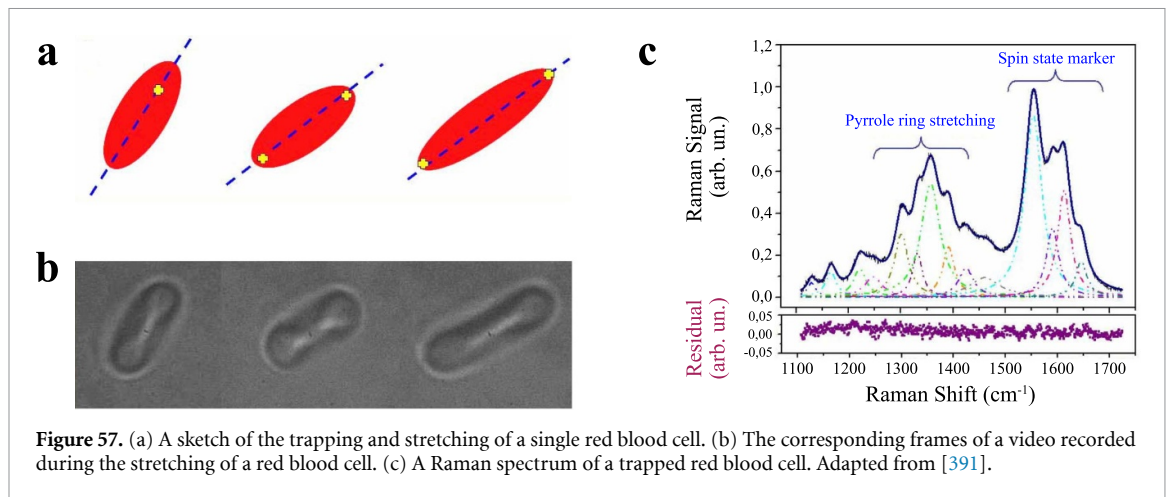 a
b
c
1,2
1,0
0,8
0,6
0,4
0,2
0,0
Raman Signal
(arb. un.)
Pyrrole ring stretching
Spin state marker
0,05
0,00
-0,05
Residual
(arb. un.)
1100 1200 1300 1400 1500 1600 1700
Raman Shift (cm⁻¹)
Figure 57. (a) A sketch of the trapping and stretching of a single red blood cell. (b) The corresponding frames of a video recorded
during the stretching of a red blood cell. (c) A Raman spectrum of a trapped red blood cell. Adapted from [391].